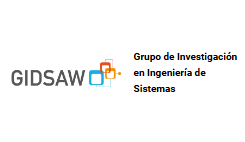 GIDSAW
Grupo de Investigación
en Ingeniería de
Sistemas